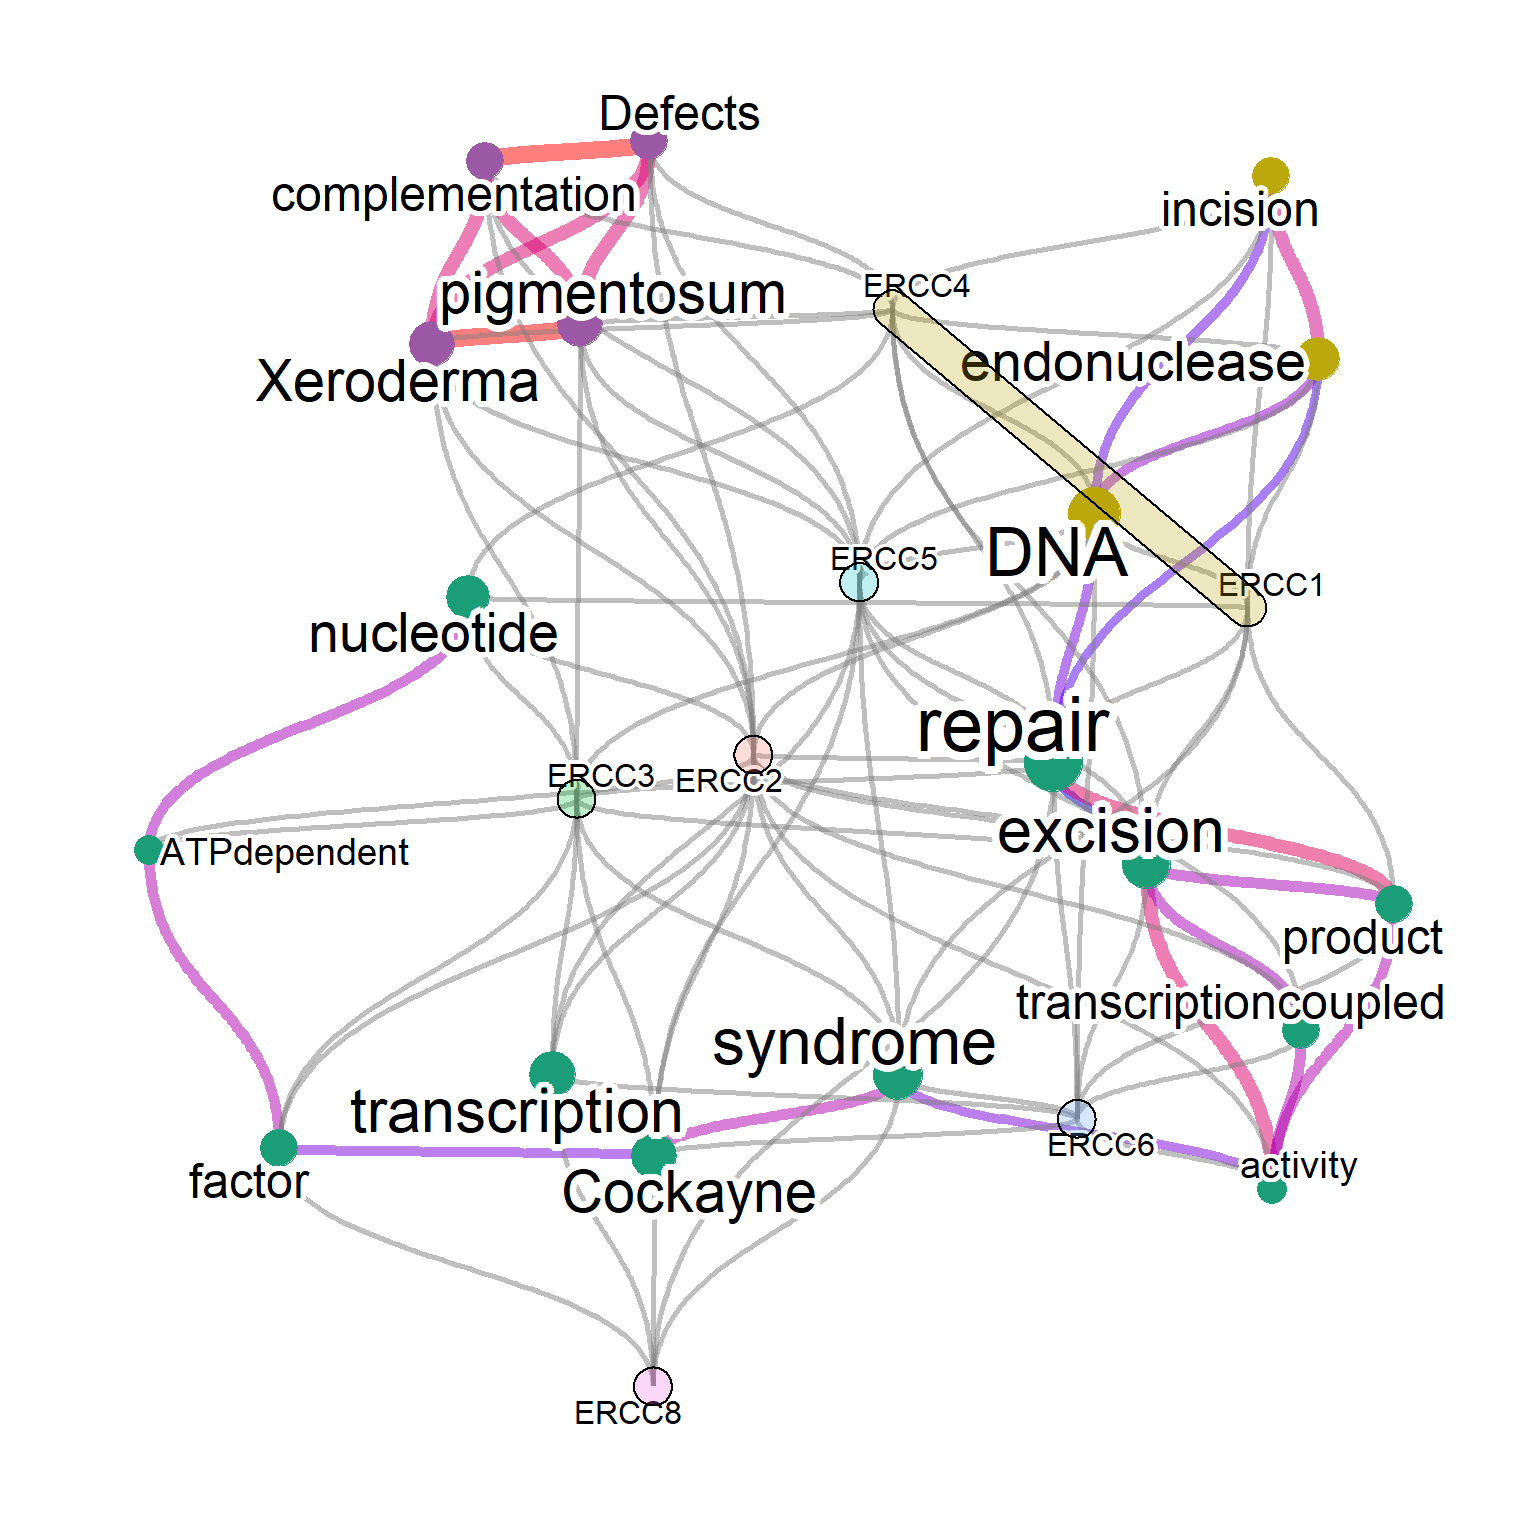 Defects
complementation
incision
ERCC4
pigmentosum
endonuclease
Xeroderma
DNA
ERCC5
ERCC1
nucleotide
repair
ERCC3
ERCC2
excision
ATPdependent
product
transcriptioncoupled
syndrome
transcription
ERCC6
activity
factor
Cockayne
ERCC8